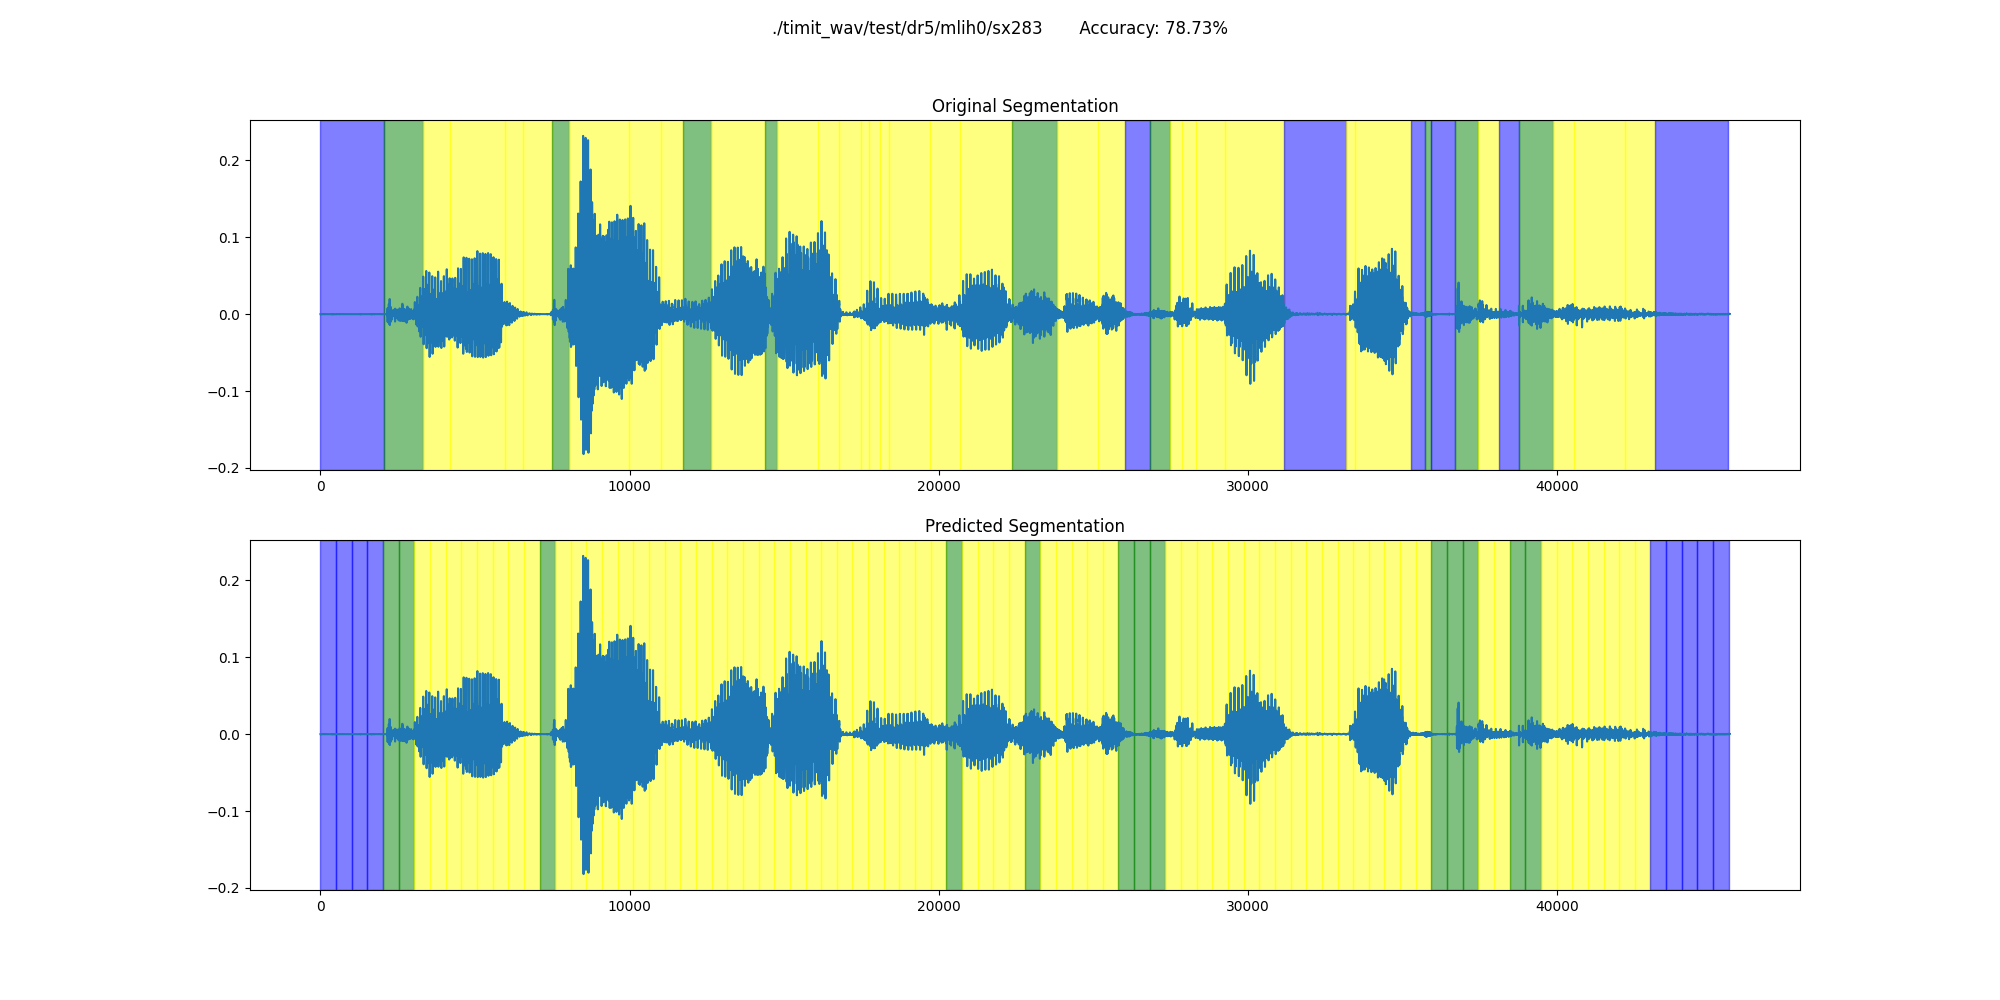 ./timit_wav/test/dr5/mlih0/sx283 Accuracy: 78.73%
Original Segmentation
0.2
0.1
0.0
−0.1
−0.2
0 10000 20000 30000 40000
Predicted Segmentation
0.2
0.1
0.0
−0.1
−0.2
0 10000 20000 30000 40000